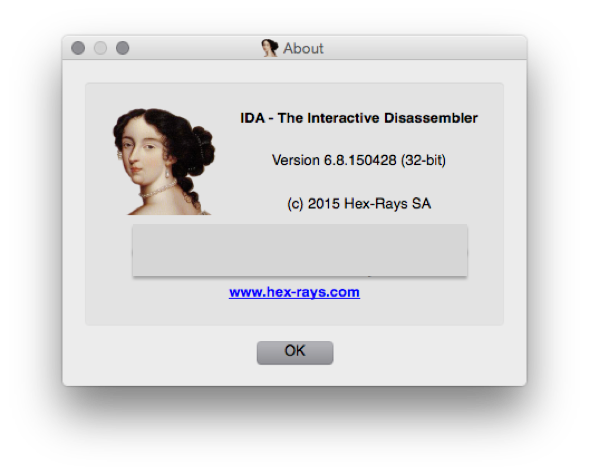 About
IDA - The Interactive Disassembler
Version 6.8.150428 (32-bit)
(c) 2015 Hex-Rays SA
www.hex-rays.com
OK